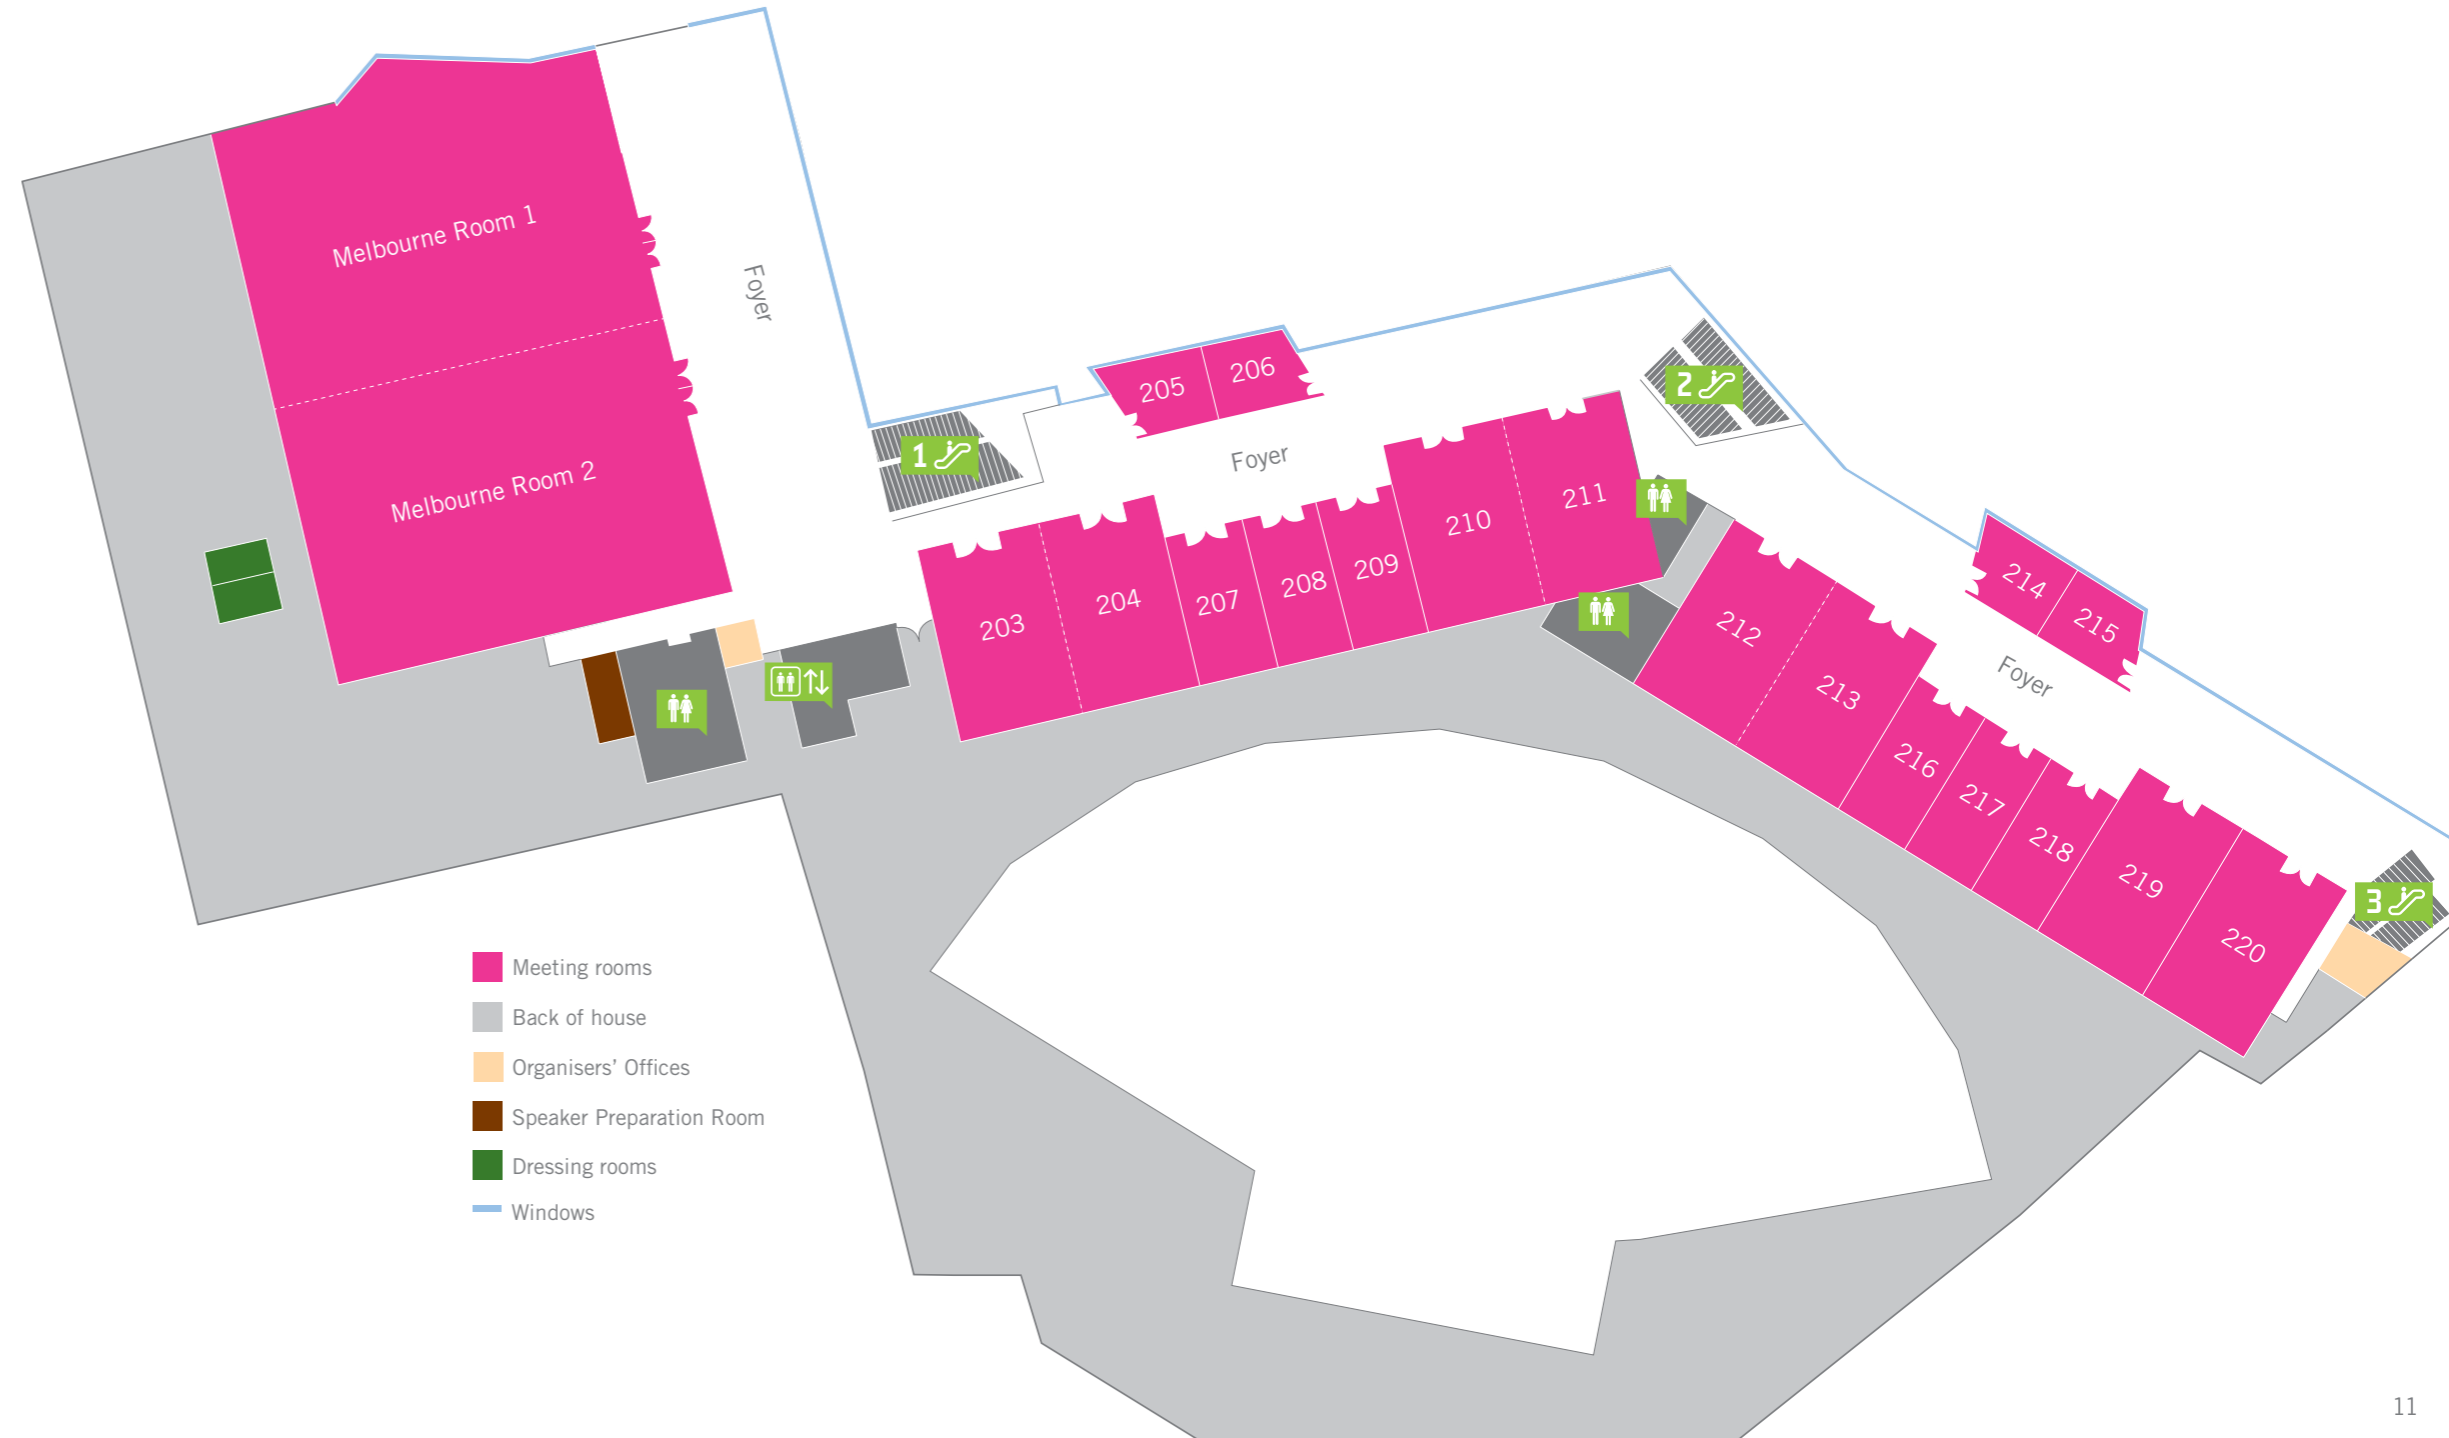 Melbourne Room 1
Foyer
Melbourne Room 2
1
205
206
Foyer
2
203
204
207
208
209
210
211
212
213
214
215
Foyer
216
217
218
219
220
3
Meeting rooms
Back of house
Organisers’ Offices
Speaker Preparation Room
Dressing rooms
Windows
11